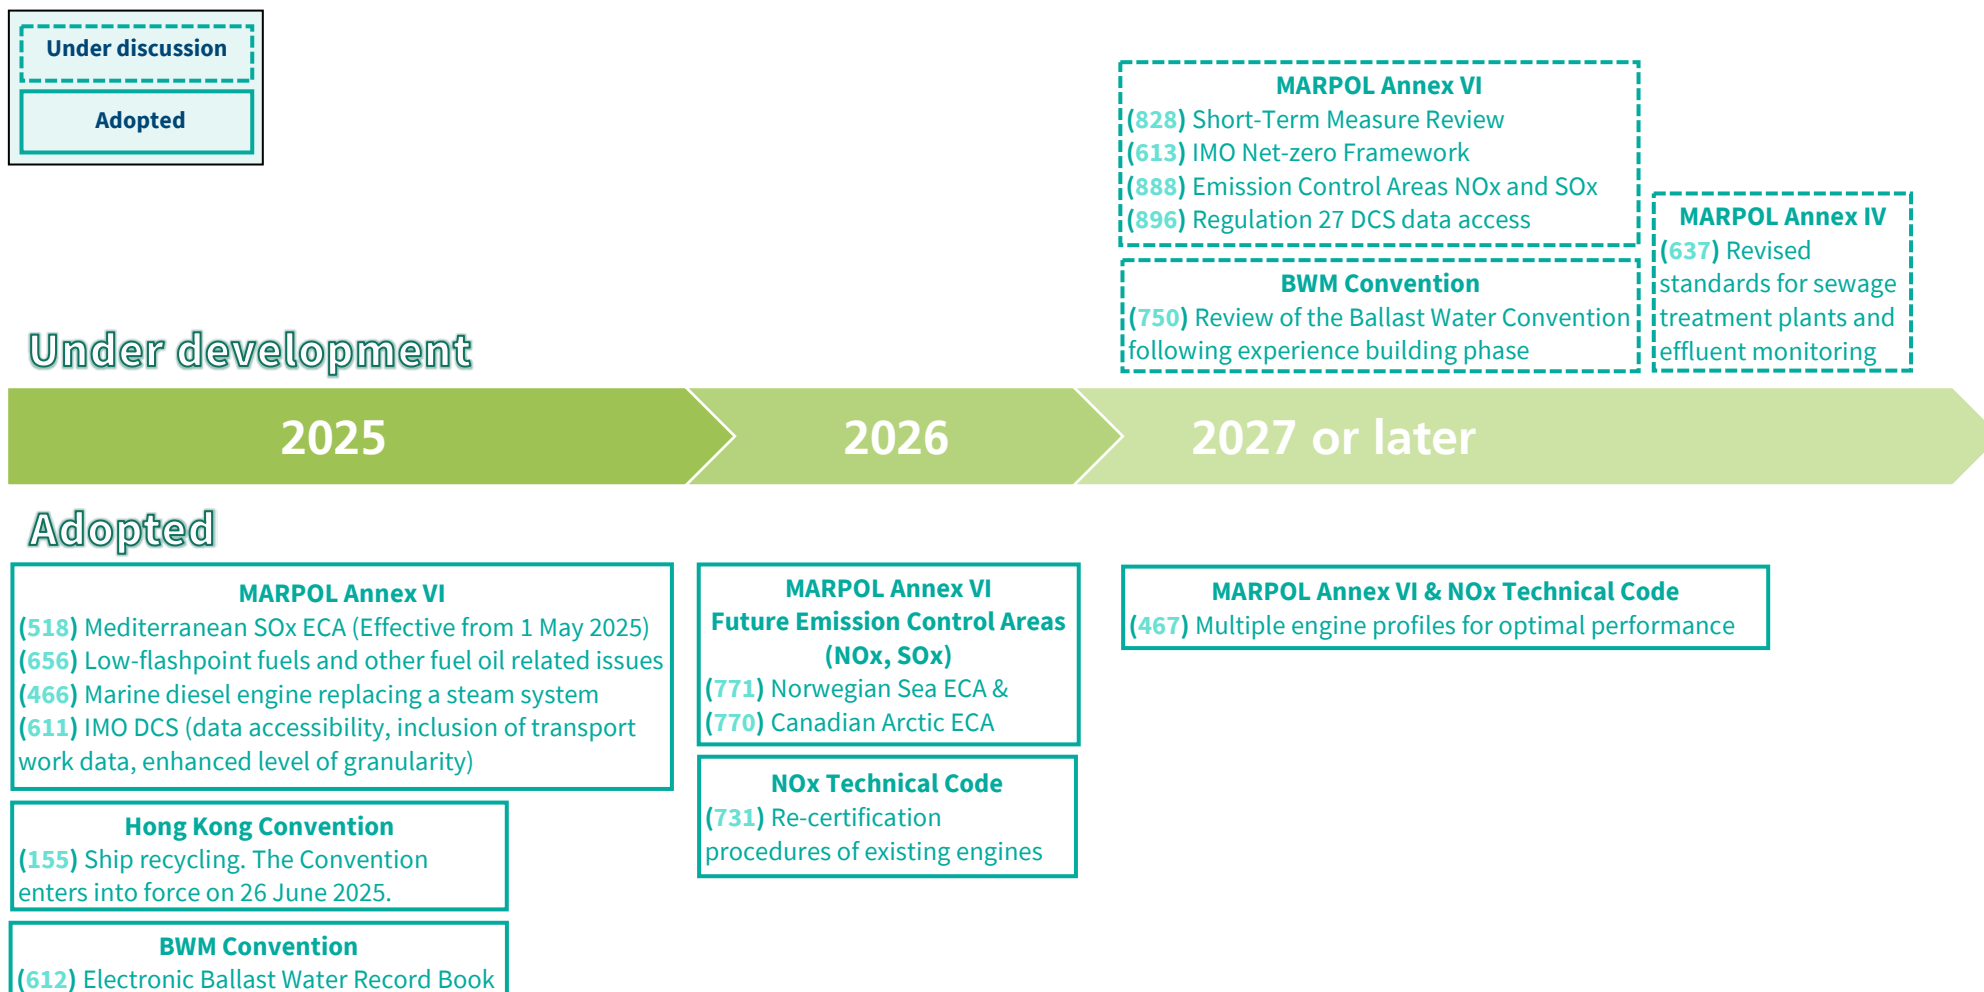 Under discussion
Adopted
MARPOL Annex VI
(828) Short-Term Measure Review
(613) IMO Net-zero Framework
(888) Emission Control Areas NOx and SOx
(896) Regulation 27 DCS data access
BWM Convention
(750) Review of the Ballast Water Convention
following experience building phase
MARPOL Annex IV
(637) Revised
standards for sewage
treatment plants and
effluent monitoring
Under development
2025
2026
2027 or later
Adopted
MARPOL Annex VI
(518) Mediterranean SOx ECA (Effective from 1 May 2025)
(656) Low-flashpoint fuels and other fuel oil related issues
(466) Marine diesel engine replacing a steam system
(611) IMO DCS (data accessibility, inclusion of transport
work data, enhanced level of granularity)
Hong Kong Convention
(155) Ship recycling. The Convention
enters into force on 26 June 2025.
BWM Convention
(612) Electronic Ballast Water Record Book
MARPOL Annex VI
Future Emission Control Areas
(NOx, SOx)
(771) Norwegian Sea ECA &
(770) Canadian Arctic ECA
NOx Technical Code
(731) Re-certification
procedures of existing engines
MARPOL Annex VI & NOx Technical Code
(467) Multiple engine profiles for optimal performance